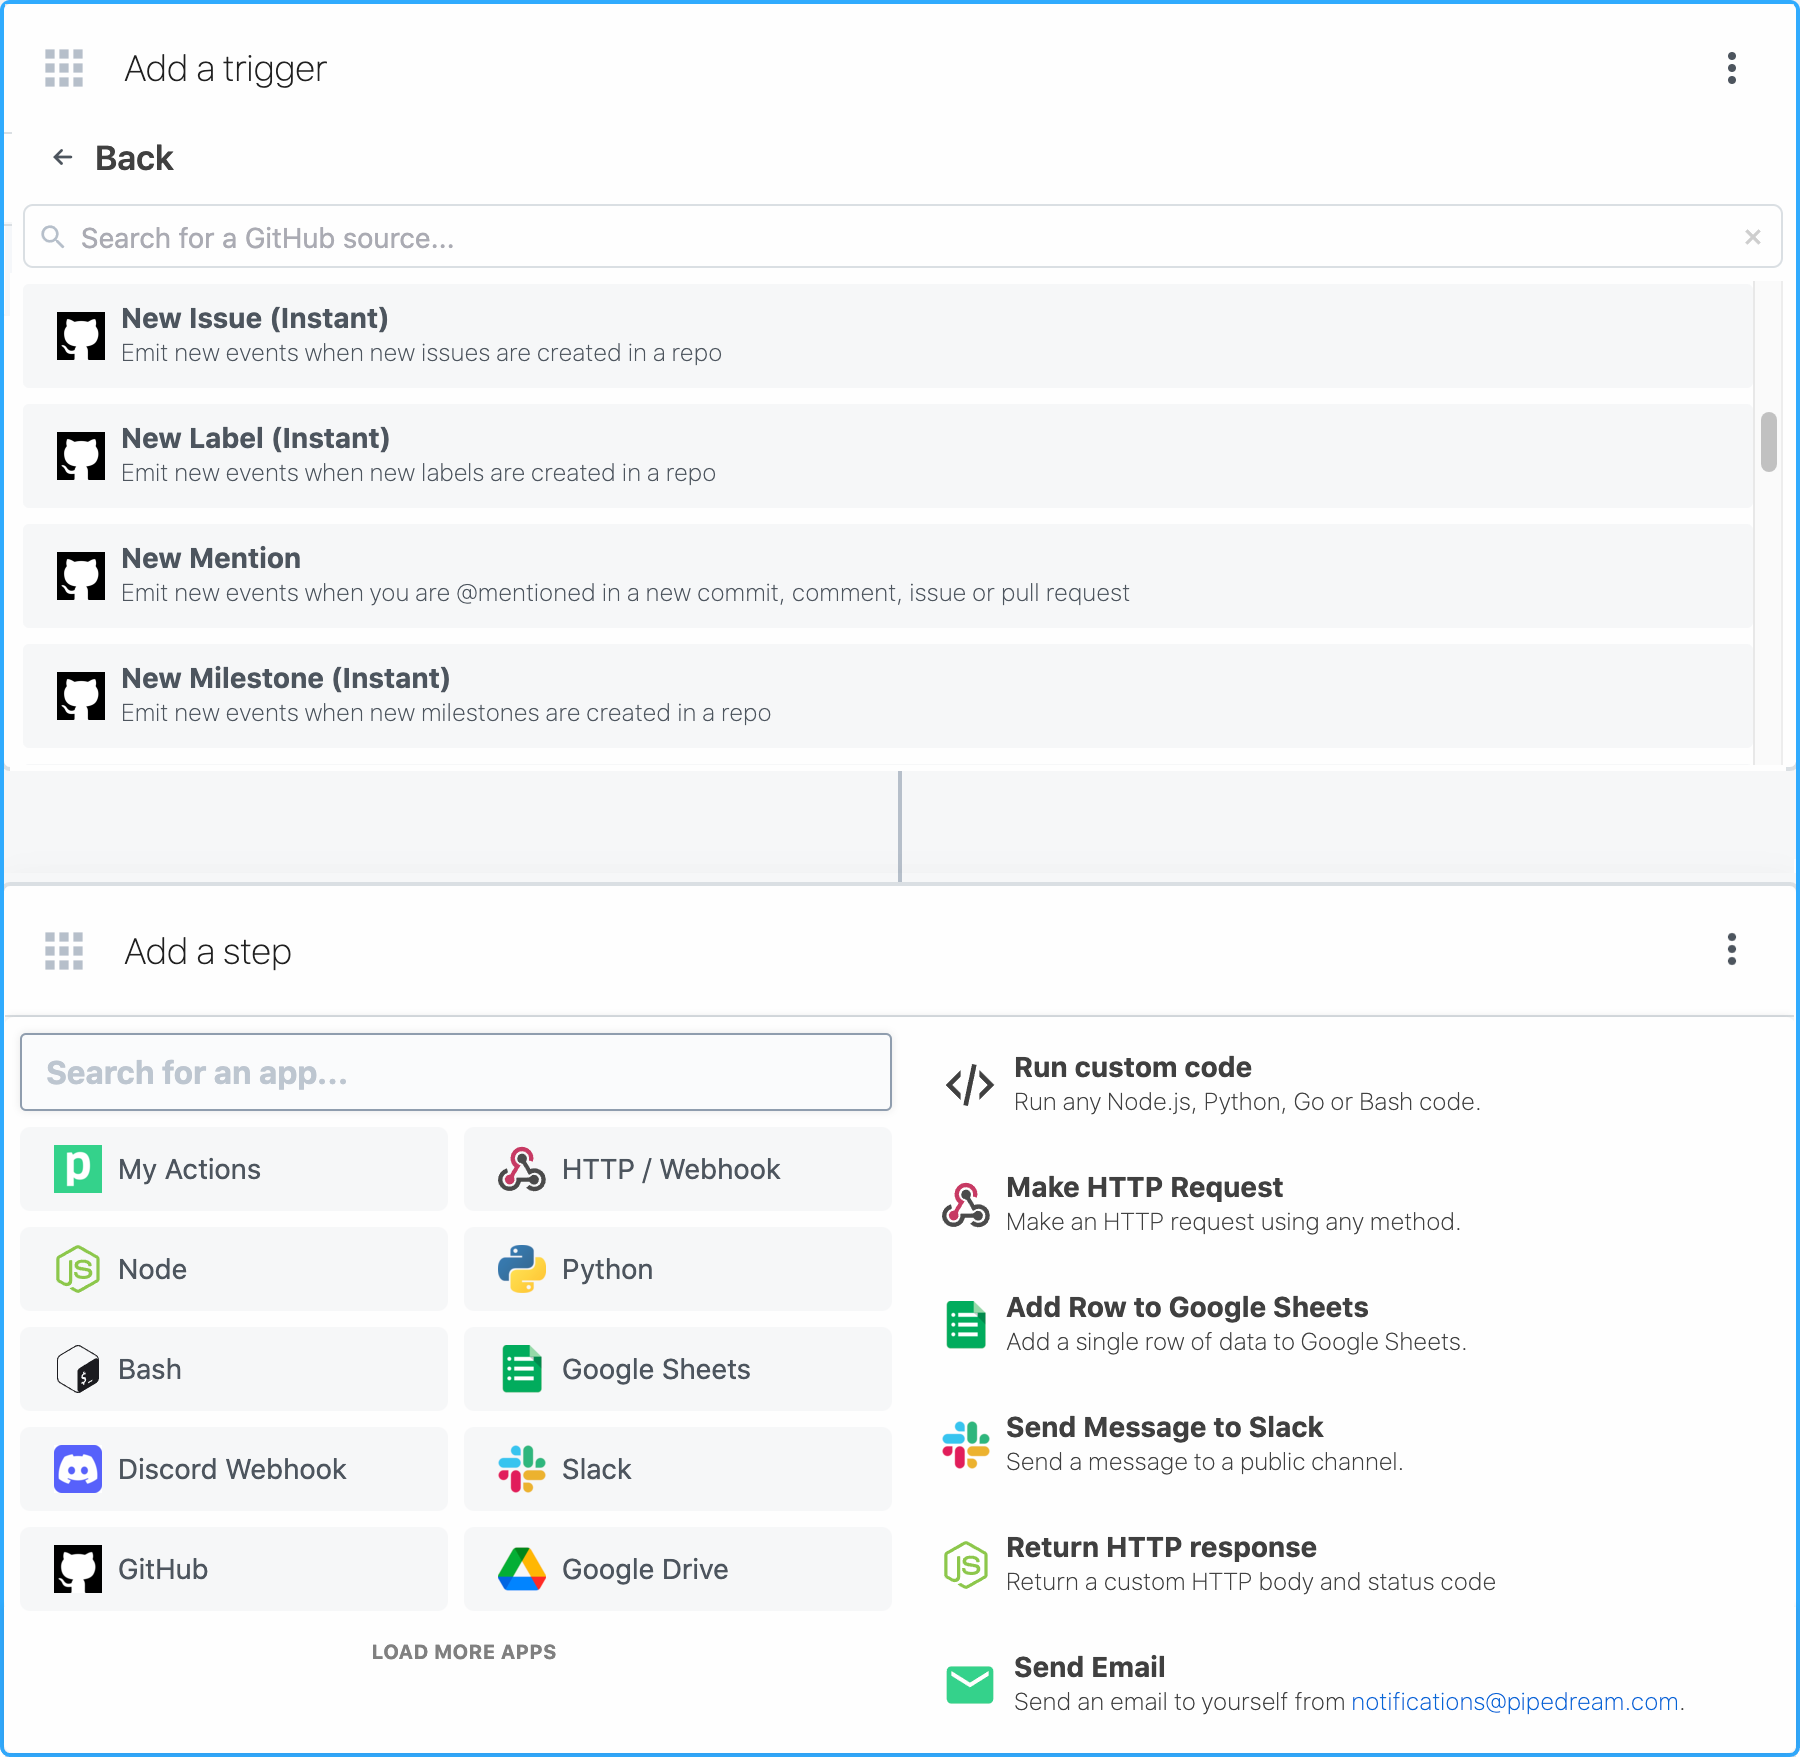 Add a trigger
Back
Search for a GitHub source...
New Issue (Instant)
Emit new events when new issues are created in a repo
New Label (Instant)
Emit new events when new labels are created in a repo
New Mention
Emit new events when you are @mentioned in a new commit, comment, issue or pull request
New Milestone (Instant)
Emit new events when new milestones are created in a repo
Add a step
Search for an app...
My Actions
HTTP / Webhook
Node
Python
Bash
Google Sheets
Discord Webhook
Slack
GitHub
Google Drive
LOAD MORE APPS
Run custom code
Run any Node.js, Python, Go or Bash code.
Make HTTP Request
Make an HTTP request using any method.
Add Row to Google Sheets
Add a single row of data to Google Sheets.
Send Message to Slack
Send a message to a public channel.
Return HTTP response
Return a custom HTTP body and status code
Send Email
Send an email to yourself from notifications@pipedream.com.